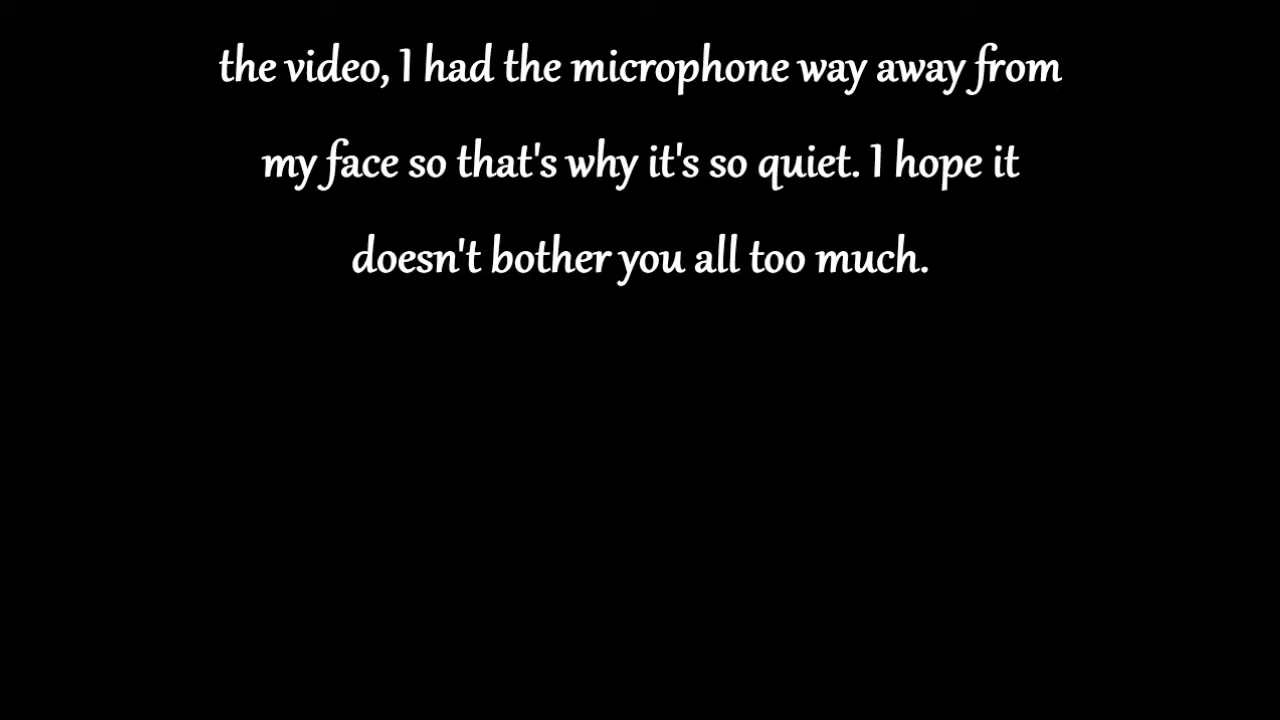 the video, I had the microphone way away from
my face so that's why it's so quiet. I hope it
doesn't bother you all too much.